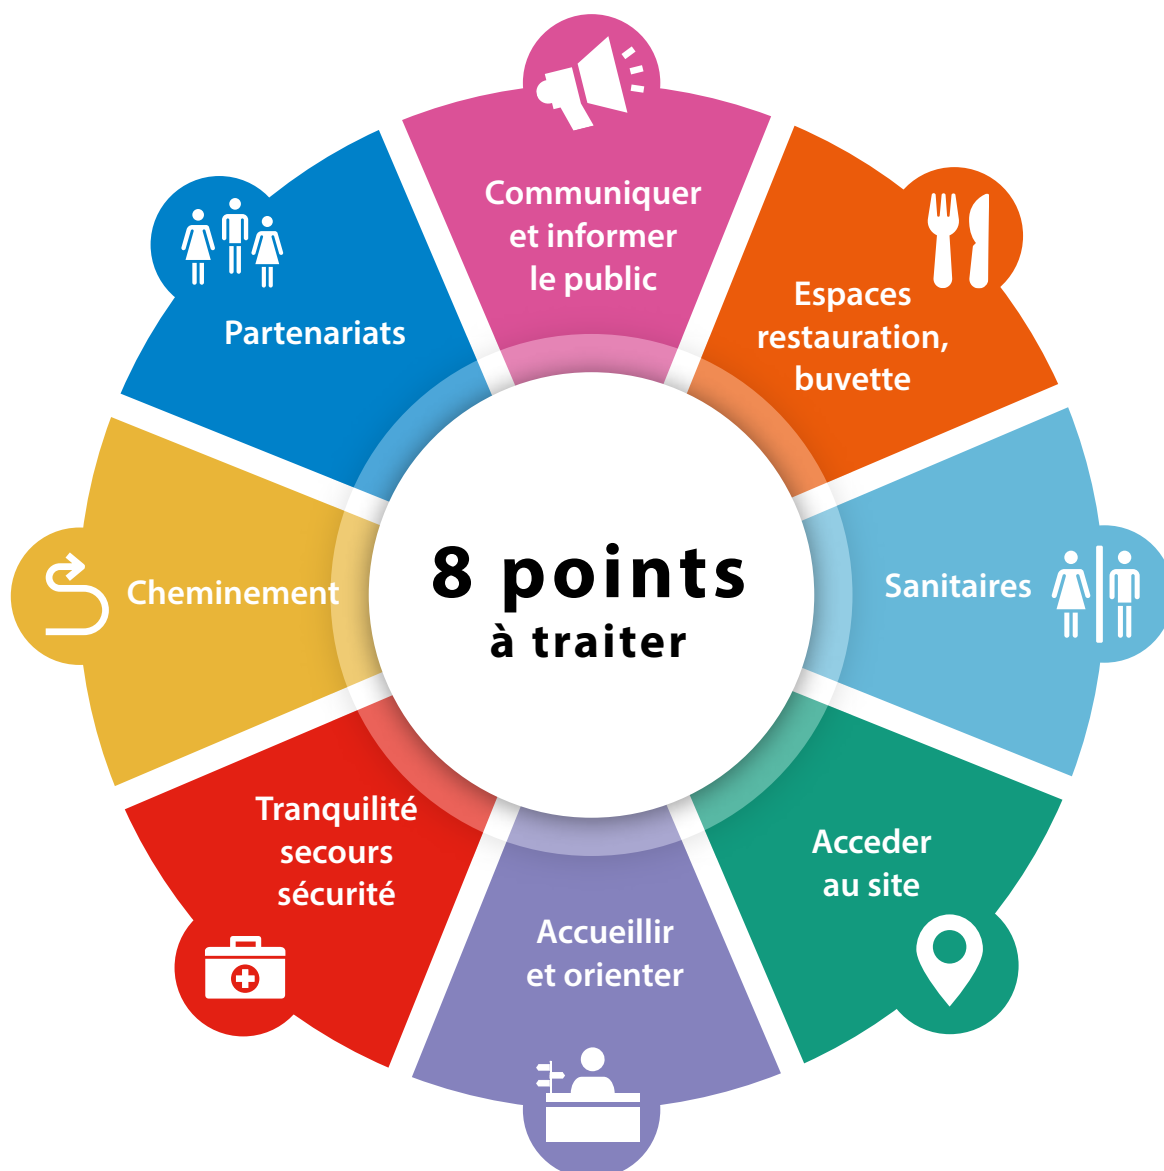 Communiquer
et informer
le public
Espaces
restauration,
buvette
Sanitaires
Acceder
au site
Accueillir
et orienter
Tranquilité
secours
sécurité
Cheminement
Partenariats
8 points
à traiter